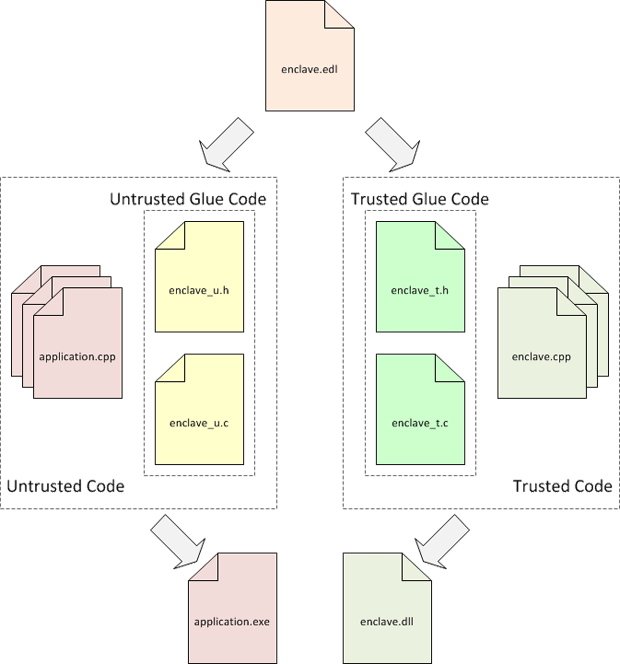 enclave.edl
Untrusted Glue Code
Trusted Glue Code
enclave_u.h
enclave_t.h
application.cpp
enclave.cpp
enclave_u.c
enclave_t.c
Untrusted Code
Trusted Code
application.exe
enclave.dll